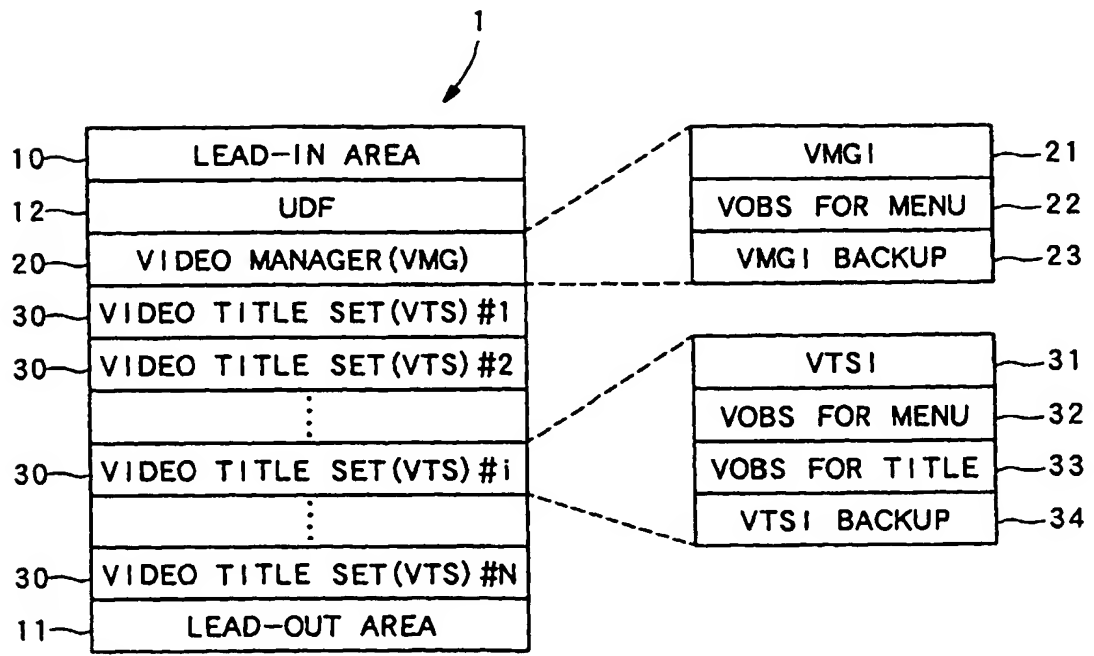 1
10 LEAD-IN AREA
12 UDF
20 VIDEO MANAGER(VMG)
30 VIDEO TITLE SET(VTS)#1
30 VIDEO TITLE SET(VTS)#2
30 VIDEO TITLE SET(VTS)#i
30 VIDEO TITLE SET(VTS)#N
11 LEAD-OUT AREA
VMGI 21
VOBS FOR MENU 22
VMGI BACKUP 23
VTSI 31
VOBS FOR MENU 32
VOBS FOR TITLE 33
VTSI BACKUP 34